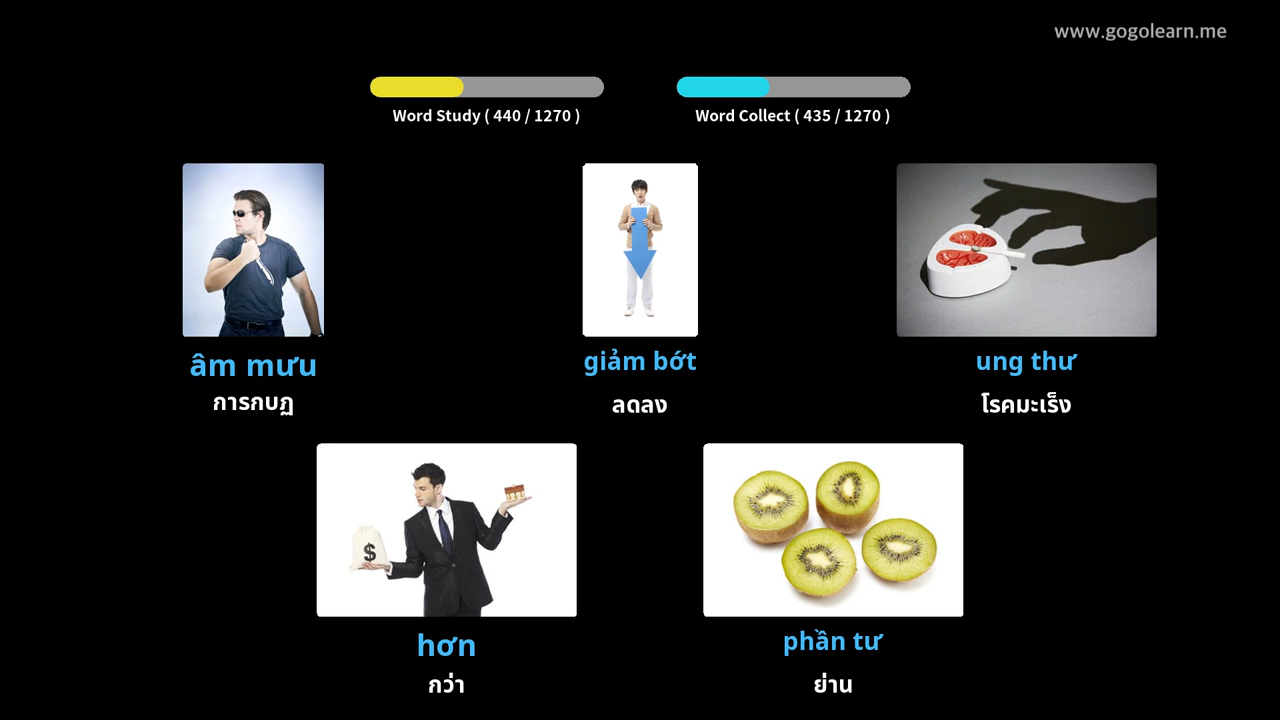 www.gogolearn.me
Word Study ( 440 / 1270 )
Word Collect ( 435 / 1270 )
âm mưu
การกบฏ
giảm bớt
ลดลง
ung thư
โรคมะเร็ง
$
hơn
กว่า
phần tư
ย่าน